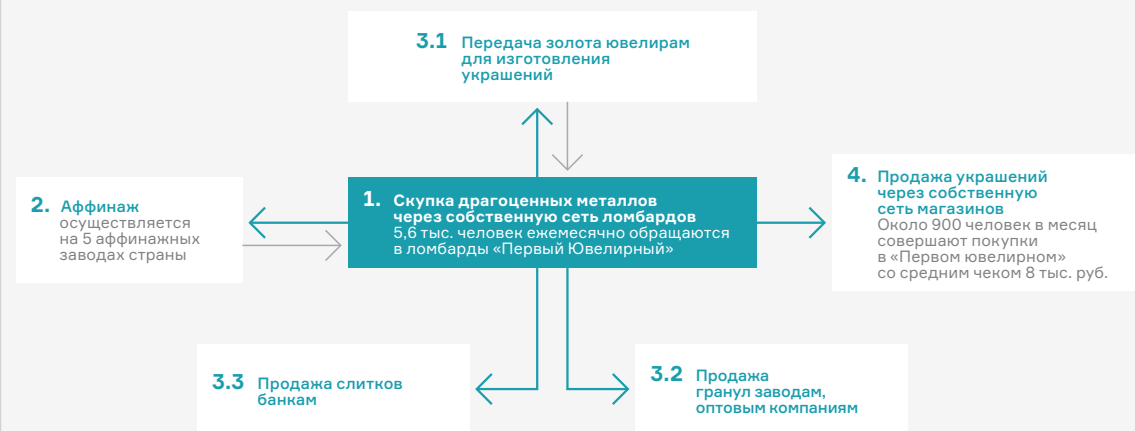 3.1 Передача золота ювелирам
для изготовления
украшений
1. Скупка драгоценных металлов
через собственную сеть ломбардов
5,6 тыс. человек ежемесячно обращаются
в ломбарды «Первый Ювелирный»
2. Аффинаж
осуществляется
на 5 аффинажных
заводах страны
4. Продажа украшений
через собственную
сеть магазинов
Около 900 человек в месяц
совершают покупки
в «Первом ювелирном»
со средним чеком 8 тыс. руб.
3.3 Продажа слитков
банкам
3.2 Продажа
гранул заводам,
оптовым компаниям